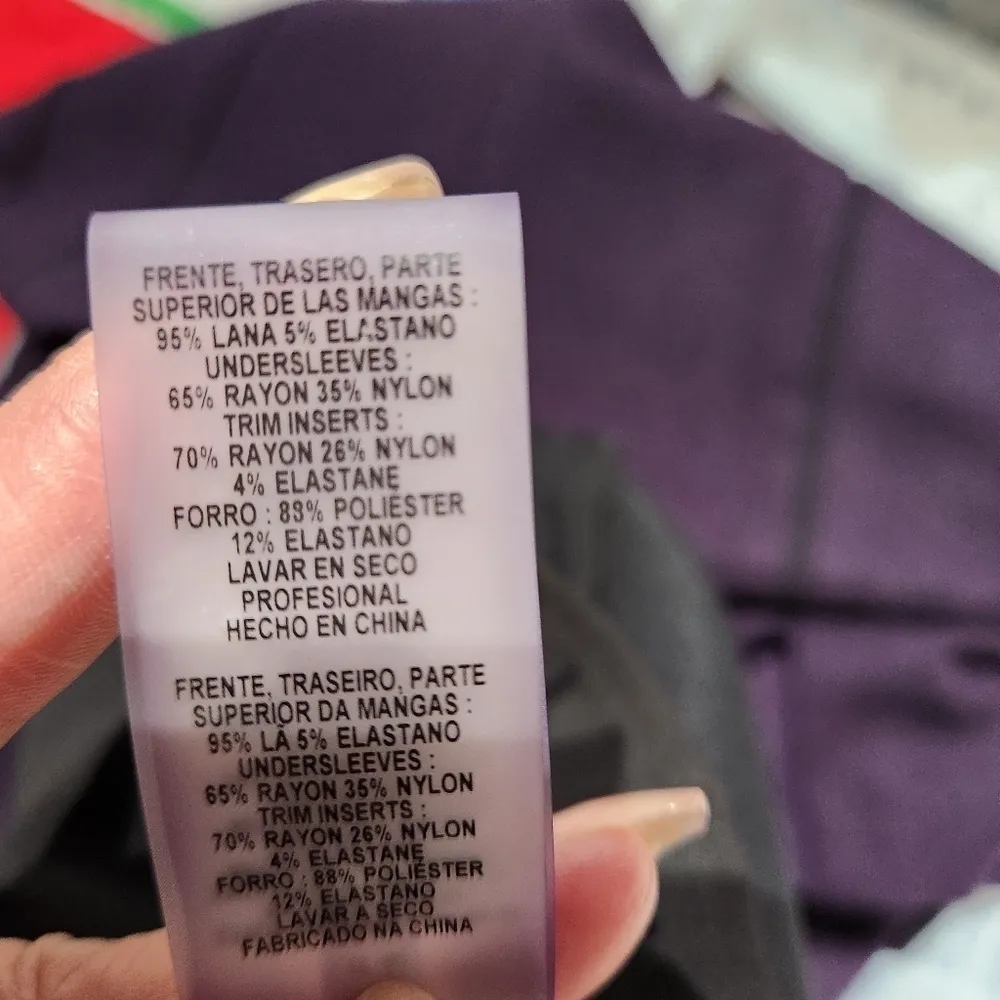 FRENTE, TRASERO, PARTE
SUPERIOR DE LAS MANGAS :
95% LANA 5% ELASTANO
UNDERSLEEVES :
65% RAYON 35% NYLON
TRIM INSERTS :
70% RAYON 26% NYLON
4% ELASTANE
FORRO : 88% POLIÉSTER
12% ELASTANO
LAVAR EN SECO
PROFESIONAL
HECHO EN CHINA
FRENTE, TRASEIRO, PARTE
SUPERIOR DA MANGAS :
95% LÃ 5% ELASTANO
UNDERSLEEVES :
65% RAYON 35% NYLON
TRIM INSERTS :
70% RAYON 26% NYLON
4% ELASTANE
FORRO : 88% POLIÉSTER
12% ELASTANO
LAVAR A SECO
FABRICADO NA CHINA